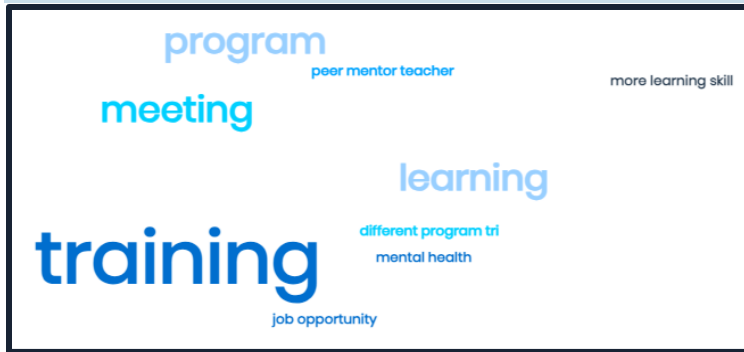 program
peer mentor teacher
more learning skill
meeting
learning
different program tri
training
mental health
job opportunity